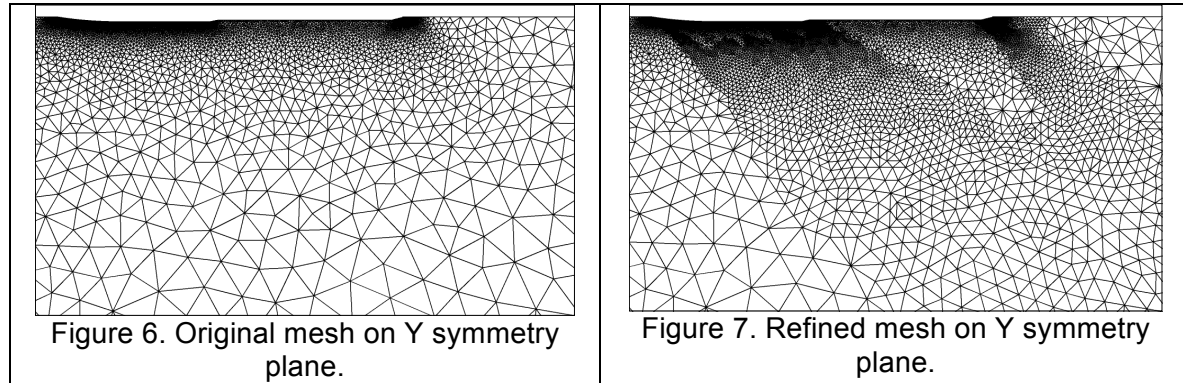 Figure 6. Original mesh on Y symmetry
plane.
Figure 7. Refined mesh on Y symmetry
plane.